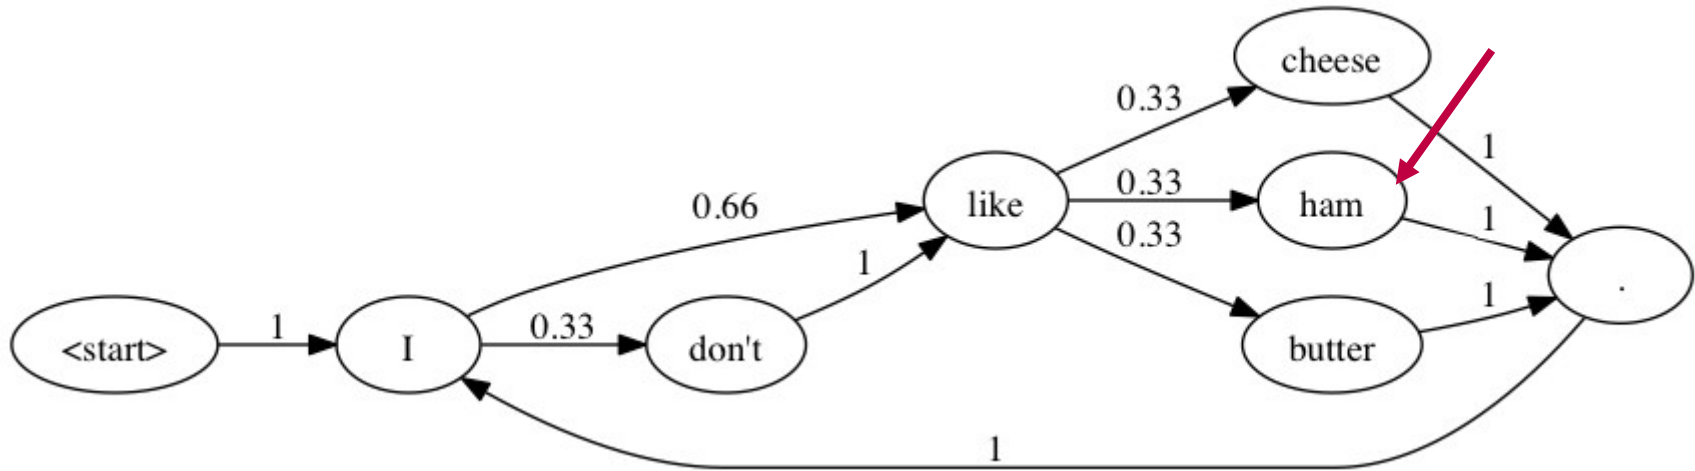 cheese
0.33
1
0.33
0.66
like
ham
1
0.33
1
.
1
1
0.33
<start>
I
don't
butter
1